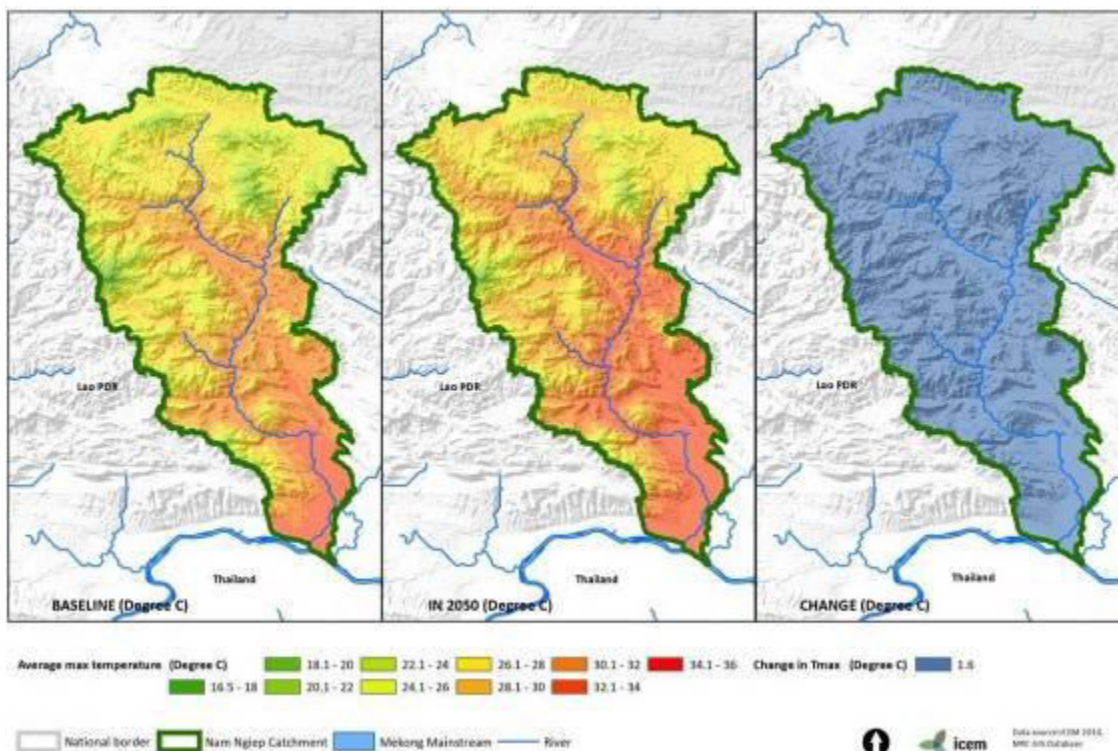 Lao PDR
Thailand
BASELINE (Degree C)
Lao PDR
Thailand
IN 2050 (Degree C)
Lao PDR
Thailand
CHANGE (Degree C)
Average max temperature (Degree C) 18.1 - 20 22.1 - 24 26.1 - 28 30.1 - 32 34.1 - 36 Change in Tmax (Degree C) 1.6
16.5 - 18 20.1 - 22 24.1 - 26 28.1 - 30 32.1 - 34
National border Nam Ngiep Catchment Mekong Mainstream River
icem
Data source:
Database